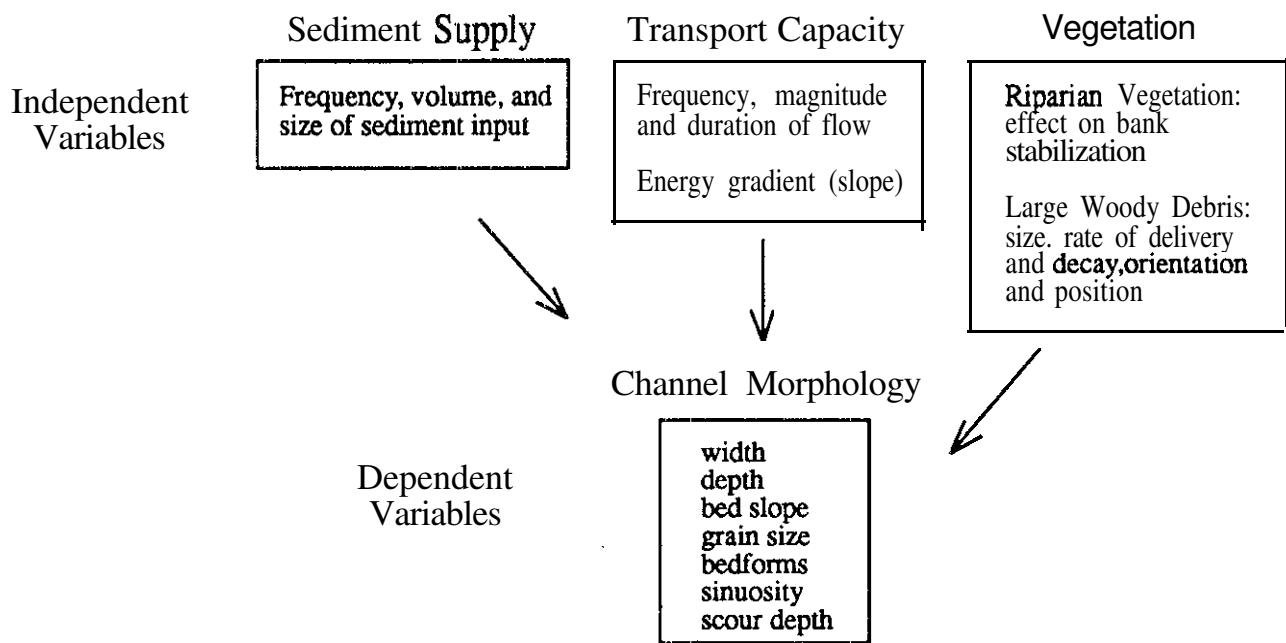 Sediment Supply
Transport Capacity
Vegetation
Independent
Variables
Frequency, volume, and
size of sediment input
Frequency, magnitude
and duration of flow
Energy gradient (slope)
Riparian Vegetation:
effect on bank
stabilization
Large Woody Debris:
size. rate of delivery
and decay,orientation
and position
Channel Morphology
Dependent
Variables
width
depth
bed slope
grain size
bedforms
sinuosity
scour depth